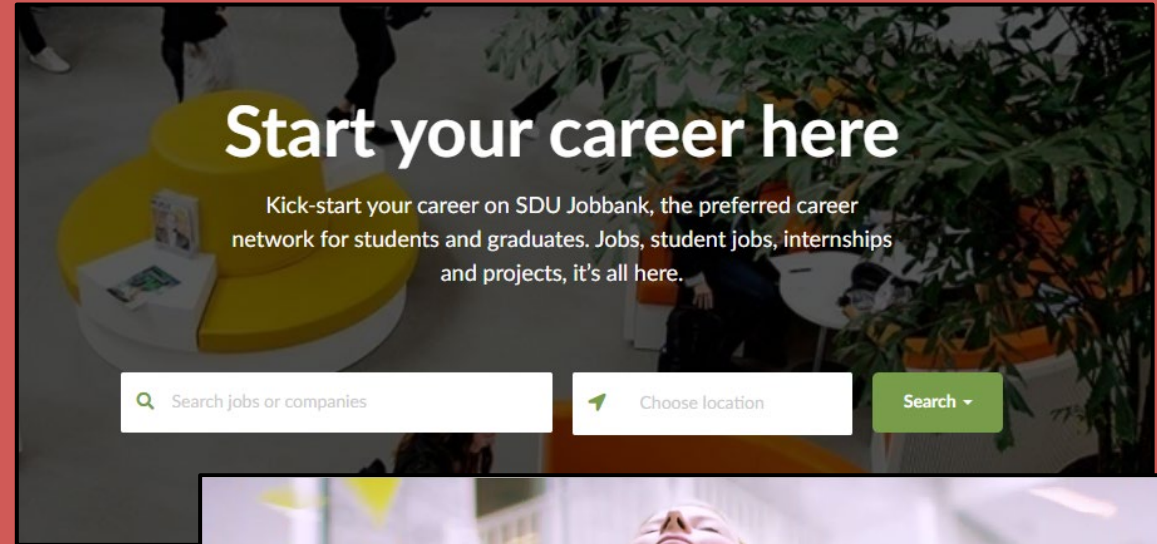 Start your career here
Kick-start your career on SDU Jobbank, the preferred career
network for students and graduates. Jobs, student jobs, internships
and projects, it's all here.
Search jobs or companies
Choose location
Search